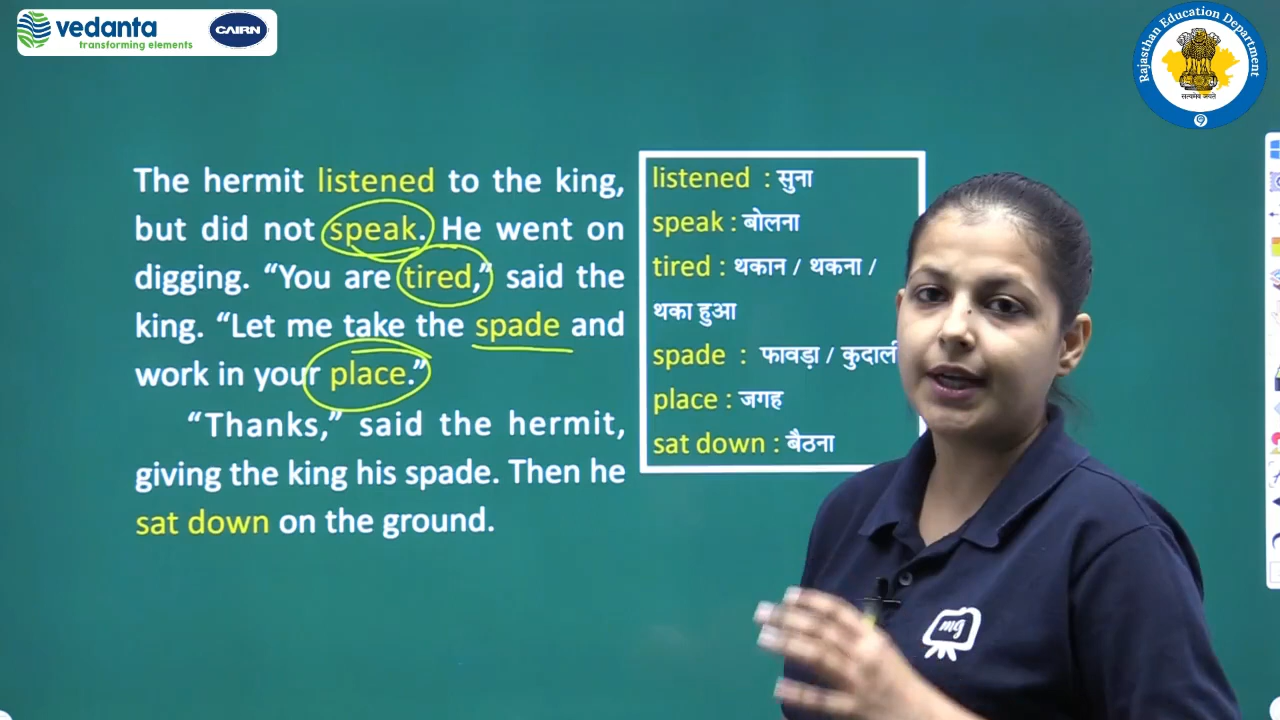 vedanta
transforming elements
CAIRN
Rajasthan Education Department
सत्यमेव जयते
The hermit listened to the king,
but did not speak. He went on
digging. “You are tired,” said the
king. “Let me take the spade and
work in your place.”
“Thanks,” said the hermit,
giving the king his spade. Then he
sat down on the ground.
listened : सुना
speak : बोलना
tired : थकान / थकना /
थका हुआ
spade : फावड़ा / कुदाली
place : जगह
sat down : बैठना
mg